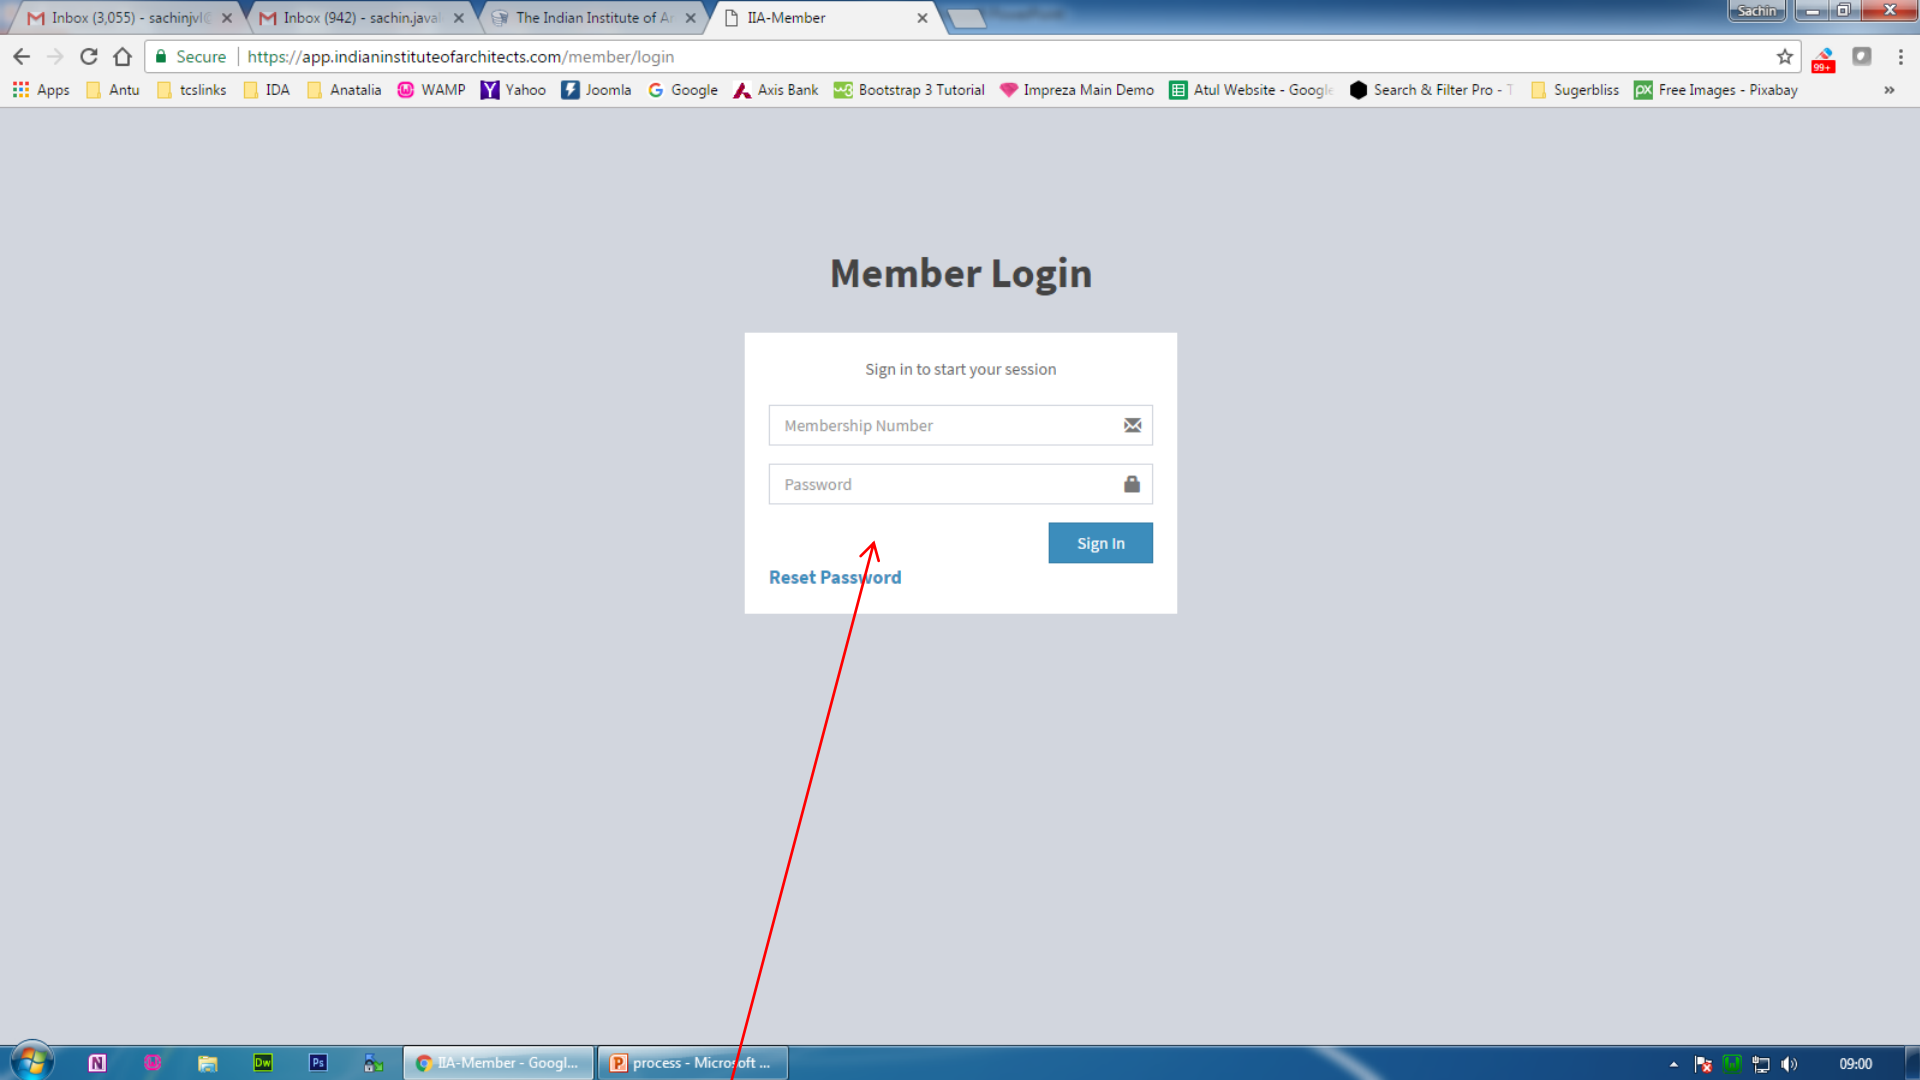 Inbox (3,055) - sachinjvl@
Inbox (942) - sachin.javal
The Indian Institute of Ar
IIA-Member
Sachin
Secure
https://app.indianinstituteofarchitects.com/member/login
99+
Apps
Antu
tcslinks
IDA
Anatalia
WAMP
Yahoo
Joomla
Google
Axis Bank
Bootstrap 3 Tutorial
Impreza Main Demo
Atul Website - Google
Search & Filter Pro - T
Sugerbliss
Free Images - Pixabay
»
Member Login
Sign in to start your session
Membership Number
Password
Sign In
Reset Password
IIA-Member - Googl...
process - Microsoft ...
09:00